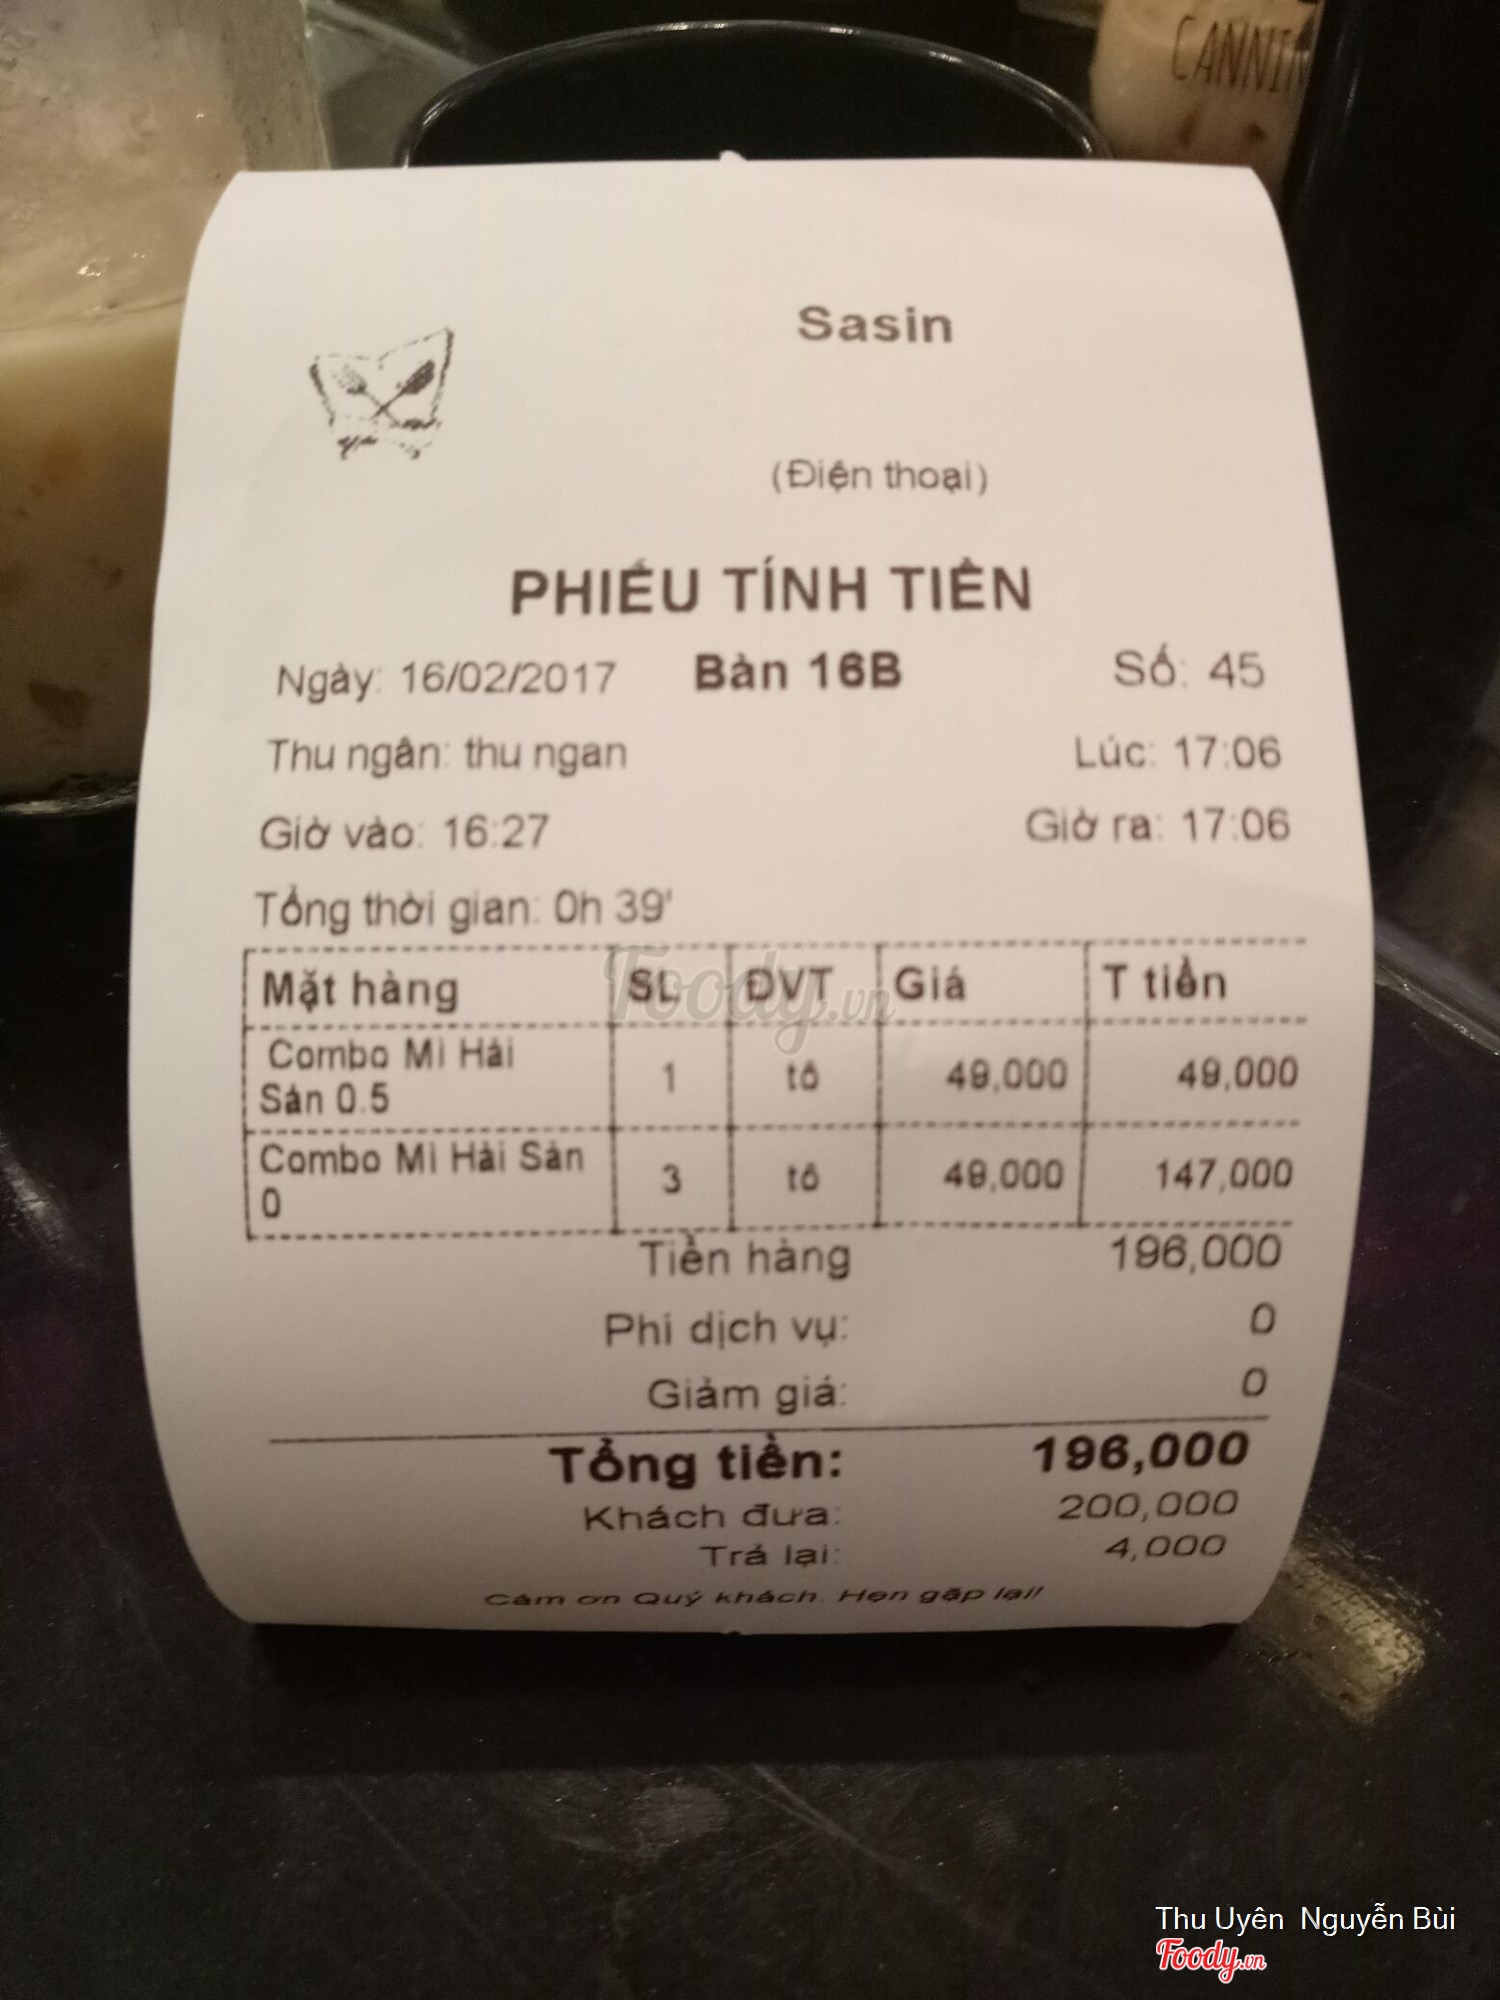 CANNIN
Sasin
(Điện thoại)
PHIẾU TÍNH TIỀN
Ngày: 16/02/2017 Bàn 16B Số: 45
Thu ngân: thu ngan Lúc: 17:06
Giờ vào: 16:27 Giờ ra: 17:06
Tổng thời gian: 0h 39'
Mặt hàng SL ĐVT Giá T tiền
Combo Mì Hải
Sản 0.5 1 tô 49,000 49,000
Combo Mì Hải Sản
0 3 tô 49,000 147,000
Tiền hàng 196,000
Phí dịch vụ: 0
Giảm giá: 0
Tổng tiền: 196,000
Khách đưa: 200,000
Trả lại: 4,000
Cảm ơn Quý khách. Hẹn gặp lại!
Foody.vn
Thu Uyên Nguyễn Bùi
Foody.vn